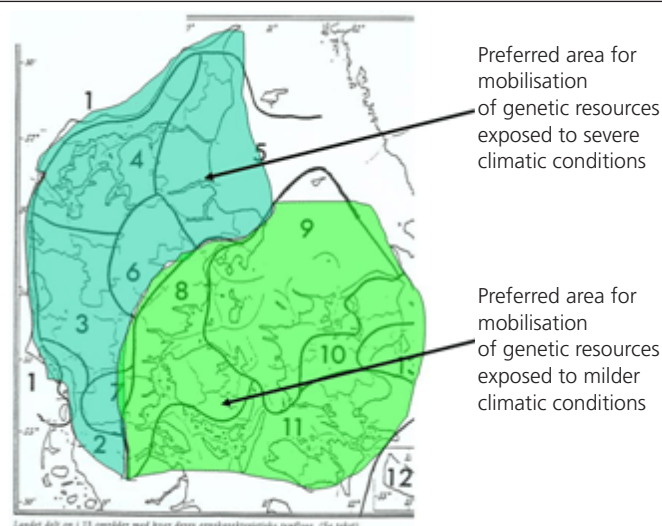 1
4
5
9
6
8
3
10
1
7
1
11
2
12
Preferred area for
mobilisation
of genetic resources
exposed to severe
climatic conditions
Preferred area for
mobilisation
of genetic resources
exposed to milder
climatic conditions